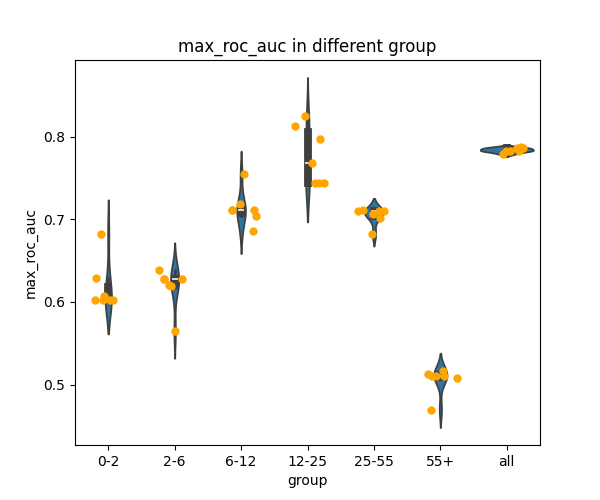 max_roc_auc in different group
max_roc_auc
0.8
0.7
0.6
0.5
0-2 2-6 6-12 12-25 25-55 55+ all
group